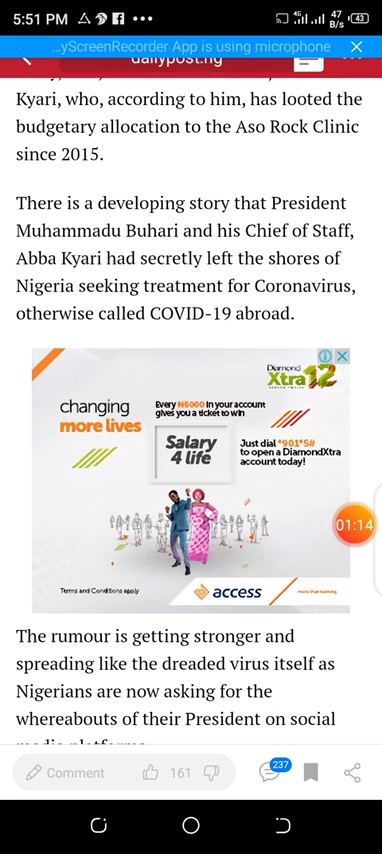 5:51 PM
47
B/s
43
...yScreenRecorder App is using microphone
dailypost.ng
Kyari, who, according to him, has looted the
budgetary allocation to the Aso Rock Clinic
since 2015.
There is a developing story that President
Muhammadu Buhari and his Chief of Staff,
Abba Kyari had secretly left the shores of
Nigeria seeking treatment for Coronavirus,
otherwise called COVID-19 abroad.
Diamond
Xtra 12
changing
more lives
Every ₦5000 in your account
gives you a ticket to win
Salary
4 life
Just dial *901*5#
to open a DiamondXtra
account today!
01:14
Terms and Conditions apply
access
more than banking
The rumour is getting stronger and
spreading like the dreaded virus itself as
Nigerians are now asking for the
whereabouts of their President on social
media platforms
Comment
161
237